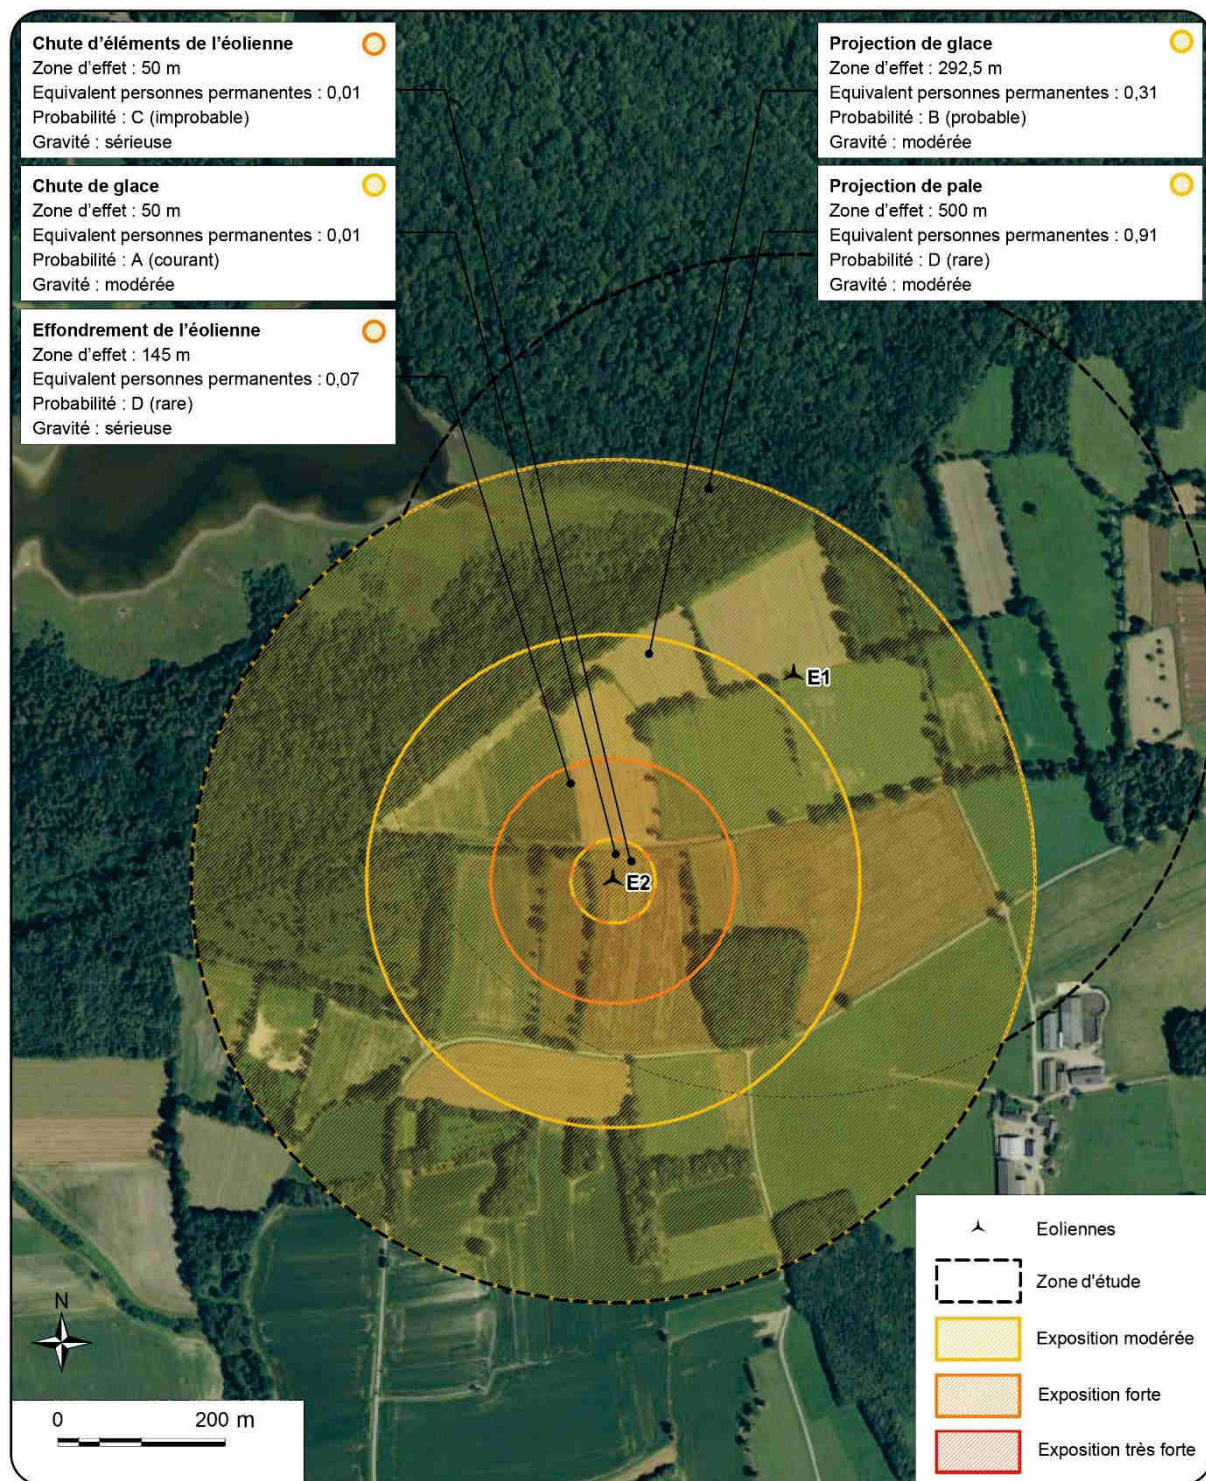 Chute d'éléments de l'éolienne
Zone d'effet : 50 m
Equivalent personnes permanentes : 0,01
Probabilité : C (improbable)
Gravité : sérieuse
Chute de glace
Zone d'effet : 50 m
Equivalent personnes permanentes : 0,01
Probabilité : A (courant)
Gravité : modérée
Effondrement de l'éolienne
Zone d'effet : 145 m
Equivalent personnes permanentes : 0,07
Probabilité : D (rare)
Gravité : sérieuse
Projection de glace
Zone d'effet : 292,5 m
Equivalent personnes permanentes : 0,31
Probabilité : B (probable)
Gravité : modérée
Projection de pale
Zone d'effet : 500 m
Equivalent personnes permanentes : 0,91
Probabilité : D (rare)
Gravité : modérée
E1
E2
N
0 200 m
Eoliennes
Zone d'étude
Exposition modérée
Exposition forte
Exposition très forte